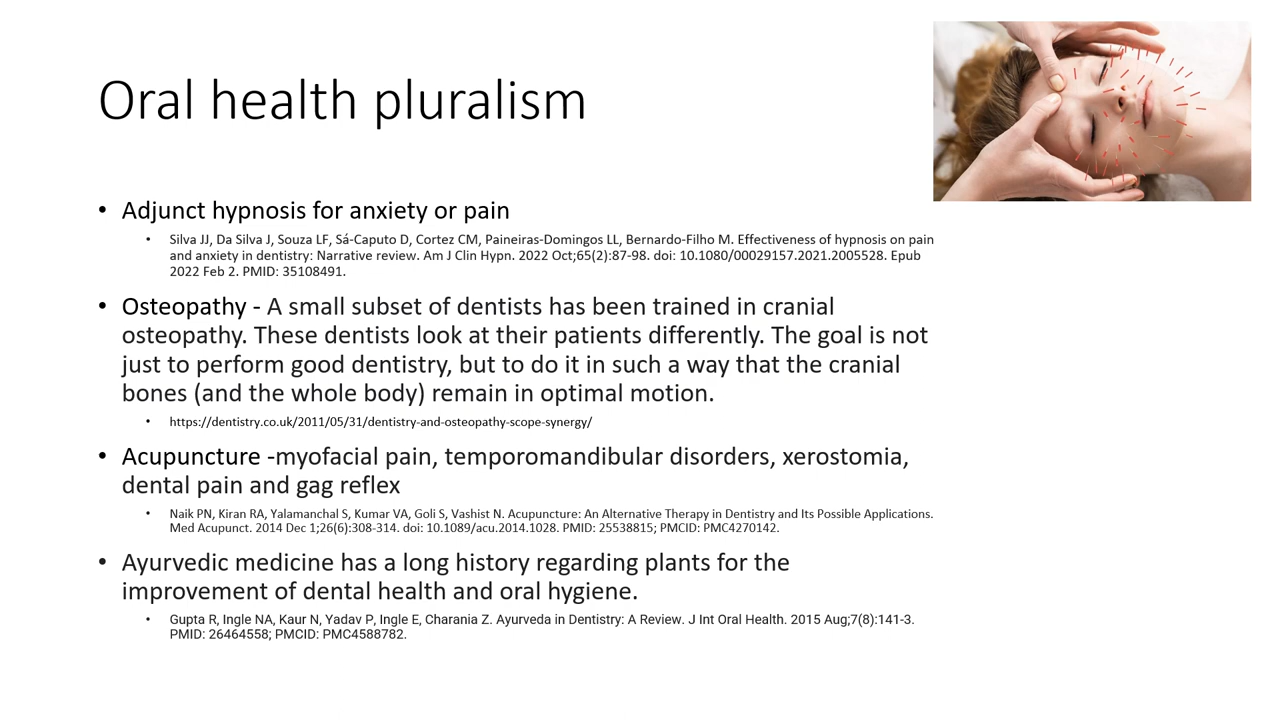 Oral health pluralism
• Adjunct hypnosis for anxiety or pain
• Silva JJ, Da Silva J, Souza LF, Sá-Caputo D, Cortez CM, Paineiras-Domingos LL, Bernardo-Filho M. Effectiveness of hypnosis on pain
and anxiety in dentistry: Narrative review. Am J Clin Hypn. 2022 Oct;65(2):87-98. doi: 10.1080/00029157.2021.2005528. Epub
2022 Feb 2. PMID: 35108491.
• Osteopathy - A small subset of dentists has been trained in cranial
osteopathy. These dentists look at their patients differently. The goal is not
just to perform good dentistry, but to do it in such a way that the cranial
bones (and the whole body) remain in optimal motion.
• https://dentistry.co.uk/2011/05/31/dentistry-and-osteopathy-scope-synergy/
• Acupuncture -myofacial pain, temporomandibular disorders, xerostomia,
dental pain and gag reflex
• Naik PN, Kiran RA, Yalamanchal S, Kumar VA, Goli S, Vashist N. Acupuncture: An Alternative Therapy in Dentistry and Its Possible Applications.
Med Acupunct. 2014 Dec 1;26(6):308-314. doi: 10.1089/acu.2014.1028. PMID: 25538815; PMCID: PMC4270142.
• Ayurvedic medicine has a long history regarding plants for the
improvement of dental health and oral hygiene.
• Gupta R, Ingle NA, Kaur N, Yadav P, Ingle E, Charania Z. Ayurveda in Dentistry: A Review. J Int Oral Health. 2015 Aug;7(8):141-3.
PMID: 26464558; PMCID: PMC4588782.